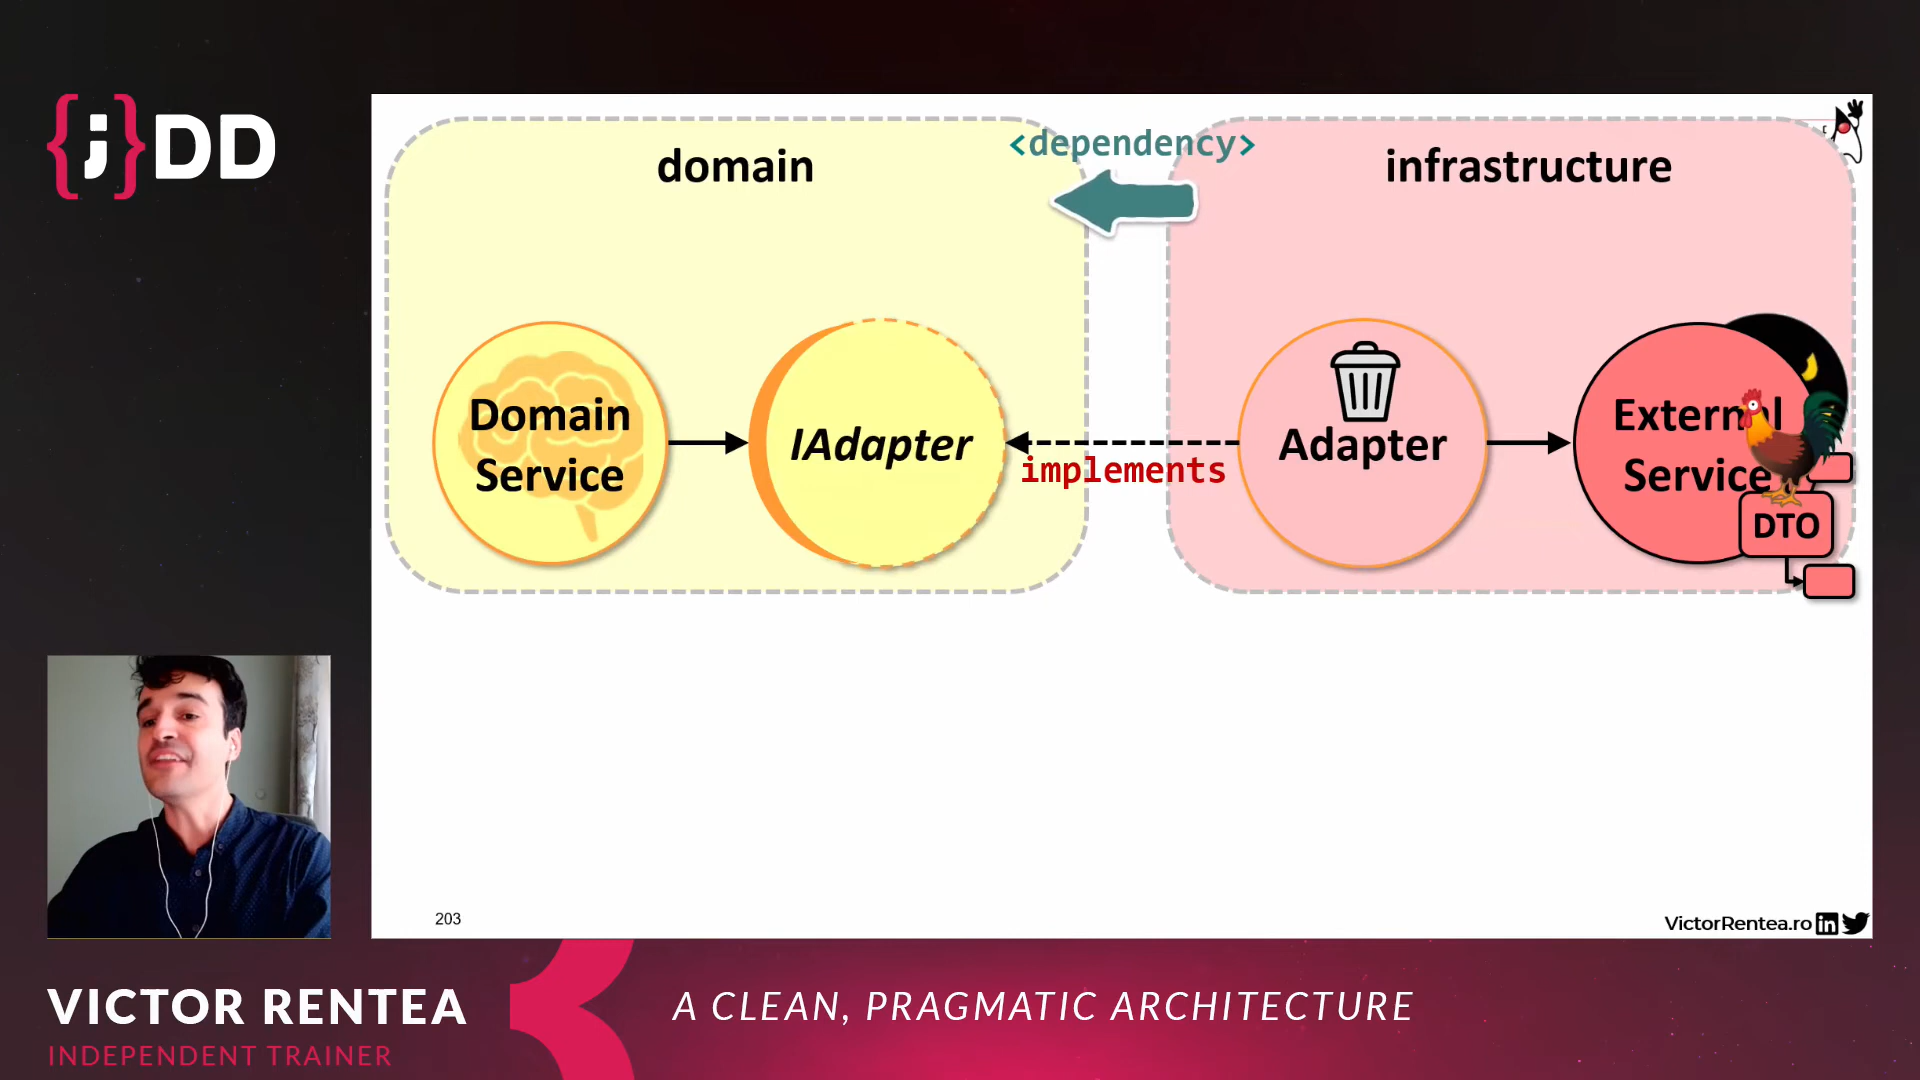 {;}DD
domain
<dependency>
infrastructure
Domain
Service
IAdapter
implements
Adapter
External
Service
DTO
203
VictorRentea.ro
VICTOR RENTEA
INDEPENDENT TRAINER
A CLEAN, PRAGMATIC ARCHITECTURE